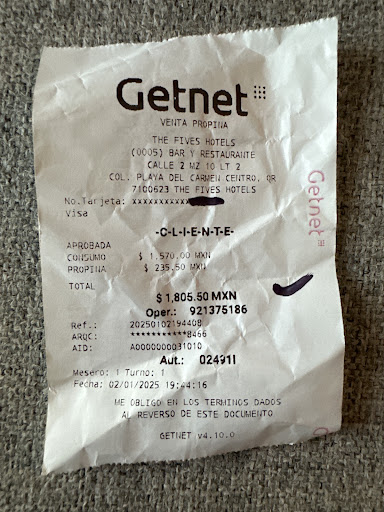 Getnet
VENTA PROPINA
THE FIVES HOTELS
(0005) BAR Y RESTAURANTE
CALLE 2 MZ 10 LT 2
COL. PLAYA DEL CARMEN CENTRO, QR
7100623 THE FIVES HOTELS
No.Tarjeta: xxxxxxxxxxxx
Visa
-C-L-I-E-N-T-E-
APROBADA
CONSUMO $ 1,570.00 MXN
PROPINA $ 235.50 MXN
TOTAL
$ 1,805.50 MXN
Oper.: 921375186
Ref.: 20250102194408
ARQC: ************8466
AID: A0000000031010
Aut.: 024911
Mesero: 1 Turno: 1
Fecha: 02/01/2025 19:44:16
ME OBLIGO EN LOS TERMINOS DADOS
AL REVERSO DE ESTE DOCUMENTO
GETNET v4.10.0
Getnet